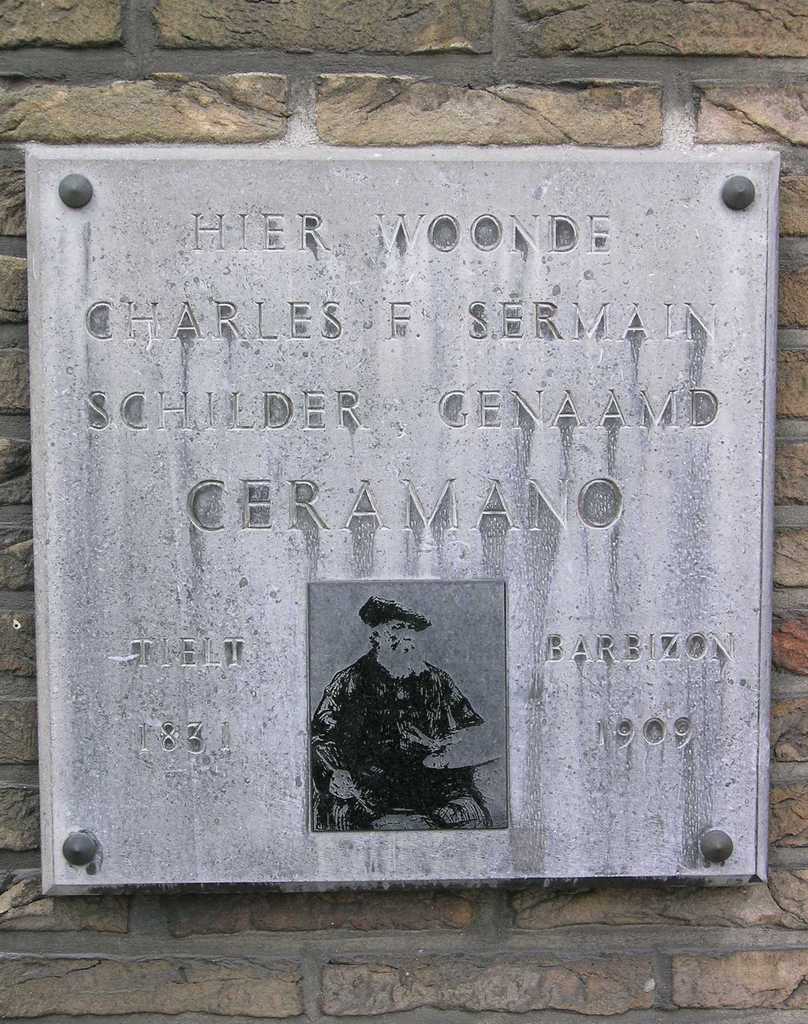 HIER WOONDE
CHARLES F. SERMAIN
SCHILDER, GENAAMD
CERAMANO
TIELT
1831
BARBIZON
1909